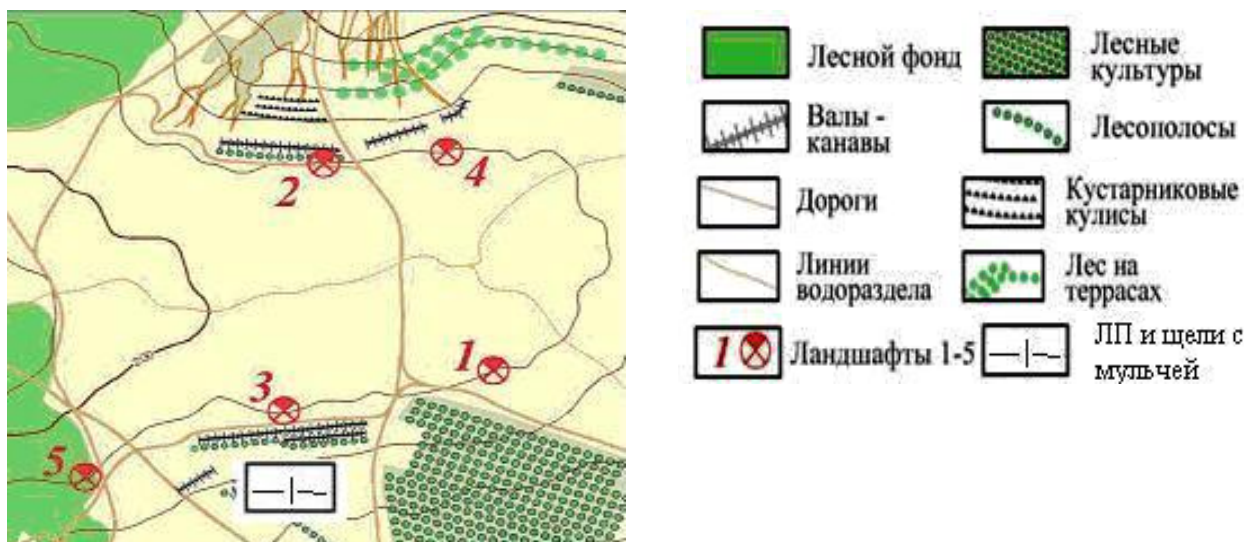 4
2
1
3
5
Лесной фонд
Лесные
культуры
Валы -
канавы
Лесополосы
Дороги
Кустарниковые
кулисы
Линии
водораздела
Лес на
террасах
1
Ландшафты 1-5
ЛП и щели с
мульчей